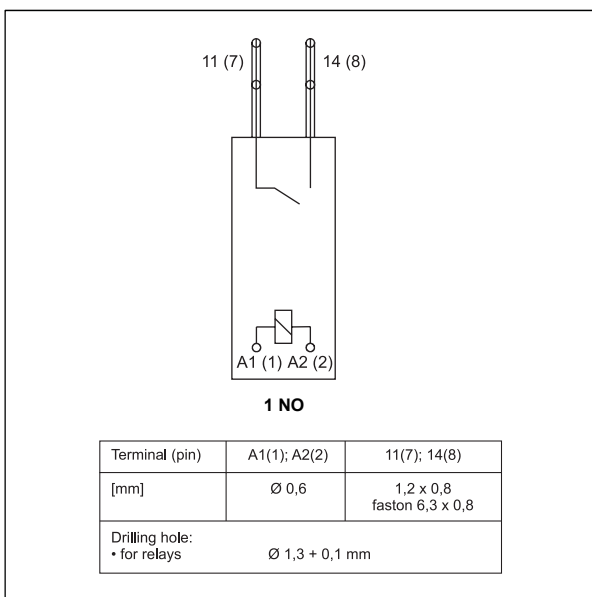 11 (7) 14 (8)
A1 (1) A2 (2)
1 NO
Terminal (pin) A1(1); A2(2) 11(7); 14(8)
[mm] Ø 0,6 1,2 x 0,8
faston 6,3 x 0,8
Drilling hole:
• for relays Ø 1,3 + 0,1 mm